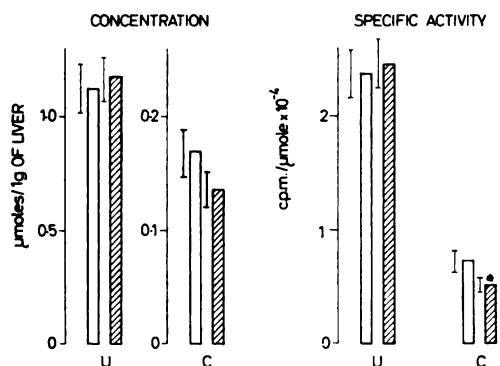 CONCENTRATION
SPECIFIC ACTIVITY
μmoles/1g OF LIVER
1·0
0·5
0
0·2
0·1
0
c.p.m./μmole x 10⁻⁴
2
1
0
*
U
C
U
C